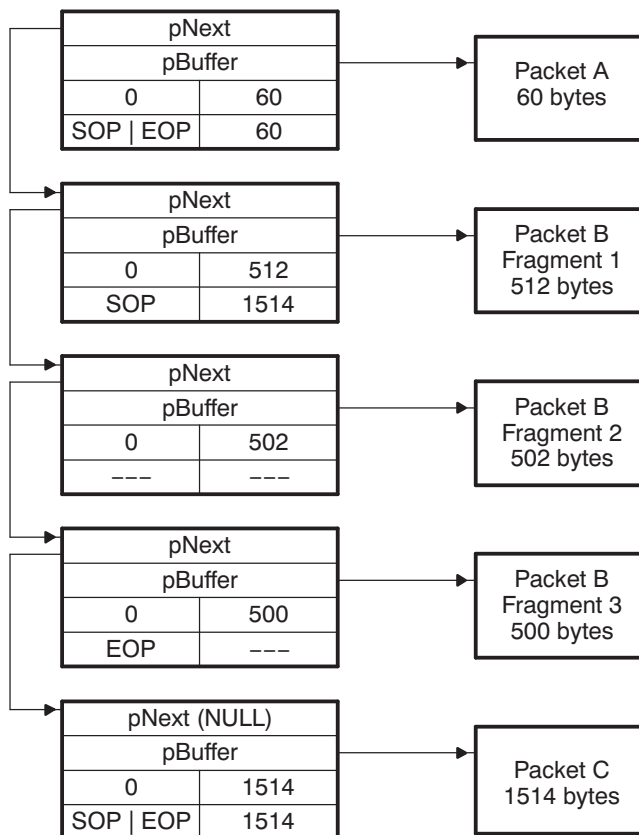 pNext
pBuffer
0 60
SOP | EOP 60
Packet A
60 bytes
pNext
pBuffer
0 512
SOP 1514
Packet B
Fragment 1
512 bytes
pNext
pBuffer
0 502
––– –––
Packet B
Fragment 2
502 bytes
pNext
pBuffer
0 500
EOP –––
Packet B
Fragment 3
500 bytes
pNext (NULL)
pBuffer
0 1514
SOP | EOP 1514
Packet C
1514 bytes